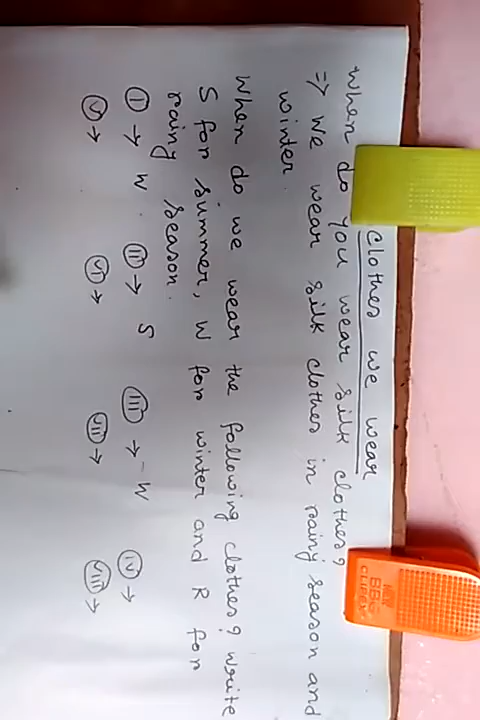 Clothes we wear
When do you wear silk clothes?
⇒ We wear silk clothes in rainy season and
winter.
When do we wear the following clothes? Write
S for summer, W for winter and R for
rainy season.
(i) → W (ii) → S (iii) → W (iv) →
(v) → (vi) → (vii) → (viii) →